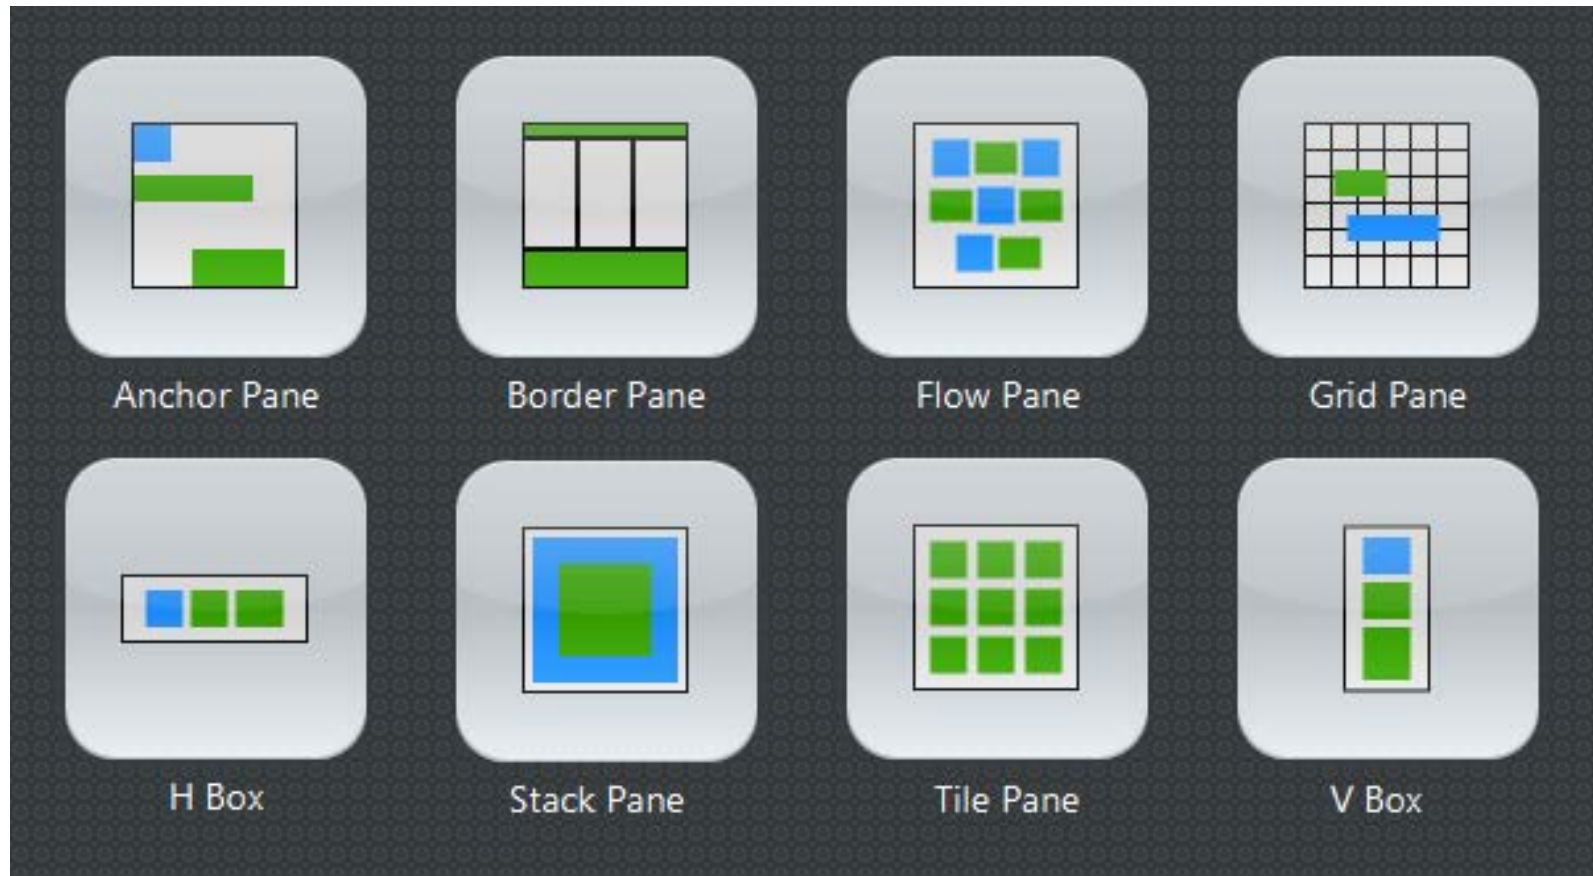 Anchor Pane
Border Pane
Flow Pane
Grid Pane
H Box
Stack Pane
Tile Pane
V Box